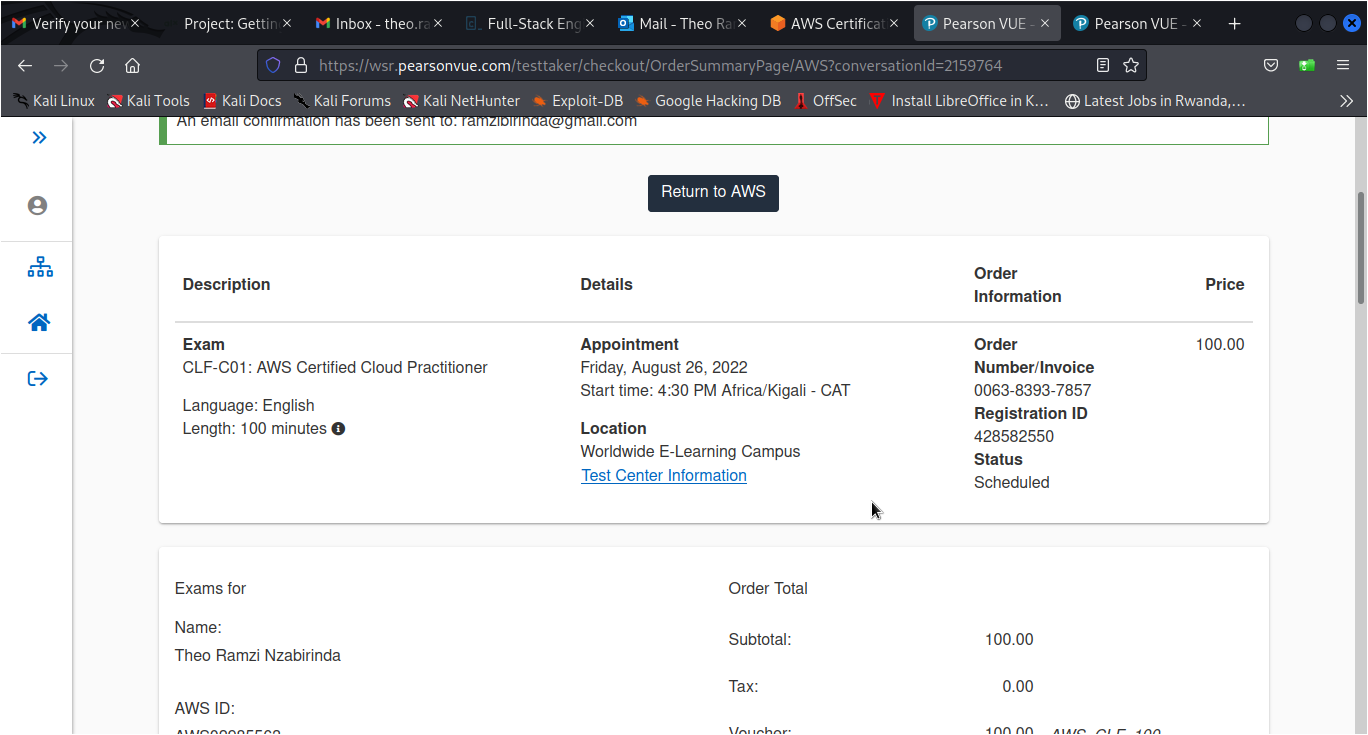 Verify your ne
Project: Gettin
Inbox - theo.ra
Full-Stack Eng
Mail - Theo Ra
AWS Certificat
Pearson VUE -
Pearson VUE -
https://wsr.pearsonvue.com/testtaker/checkout/OrderSummaryPage/AWS?conversationId=2159764
Kali Linux
Kali Tools
Kali Docs
Kali Forums
Kali NetHunter
Exploit-DB
Google Hacking DB
OffSec
Install LibreOffice in K…
Latest Jobs in Rwanda,…
An email confirmation has been sent to: ramzibirinda@gmail.com
Return to AWS
Description
Details
Order
Information
Price
Exam
CLF-C01: AWS Certified Cloud Practitioner
Language: English
Length: 100 minutes
Appointment
Friday, August 26, 2022
Start time: 4:30 PM Africa/Kigali - CAT
Location
Worldwide E-Learning Campus
Test Center Information
Order
Number/Invoice
0063-8393-7857
Registration ID
428582550
Status
Scheduled
100.00
Exams for
Name:
Theo Ramzi Nzabirinda
AWS ID:
Order Total
Subtotal: 100.00
Tax: 0.00
Voucher: 100.00